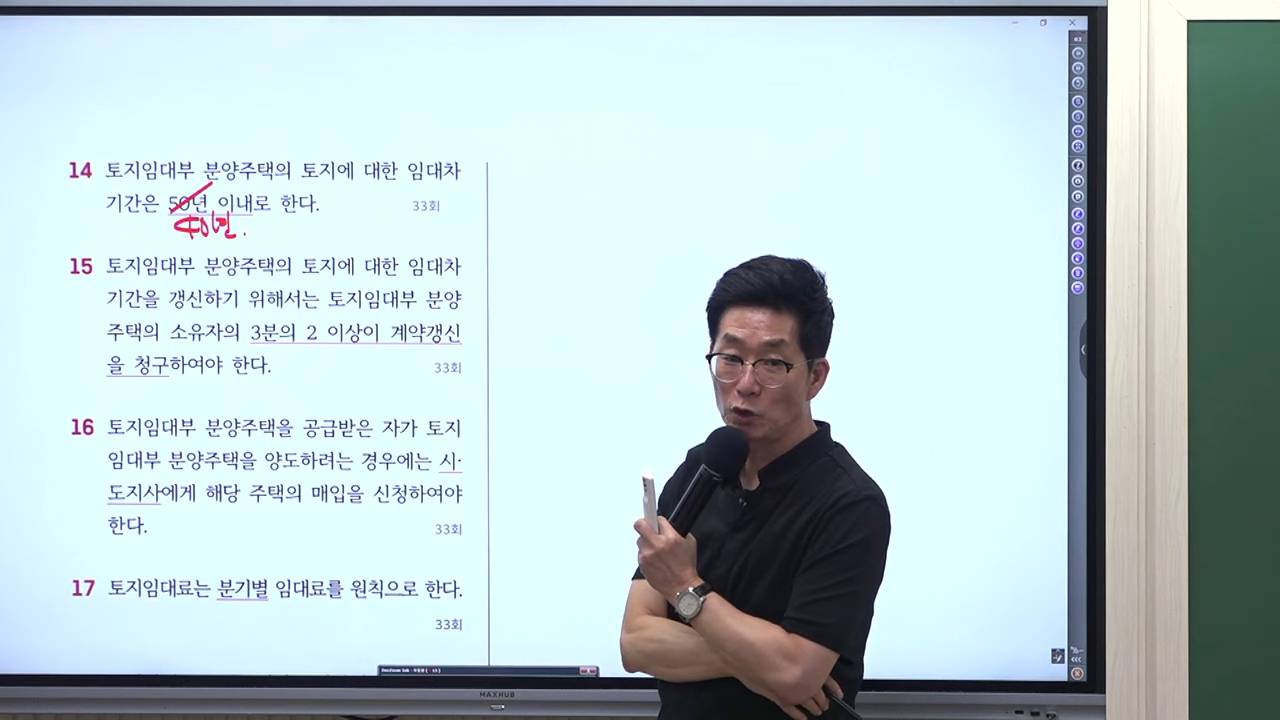 14 토지임대부 분양주택의 토지에 대한 임대차
기간은 50년 이내로 한다. 33회
40년.
15 토지임대부 분양주택의 토지에 대한 임대차
기간을 갱신하기 위해서는 토지임대부 분양
주택의 소유자의 3분의 2 이상이 계약갱신
을 청구하여야 한다. 33회
16 토지임대부 분양주택을 공급받은 자가 토지
임대부 분양주택을 양도하려는 경우에는 시·
도지사에게 해당 주택의 매입을 신청하여야
한다. 33회
17 토지임대료는 분기별 임대료를 원칙으로 한다.
33회
MAXHUB